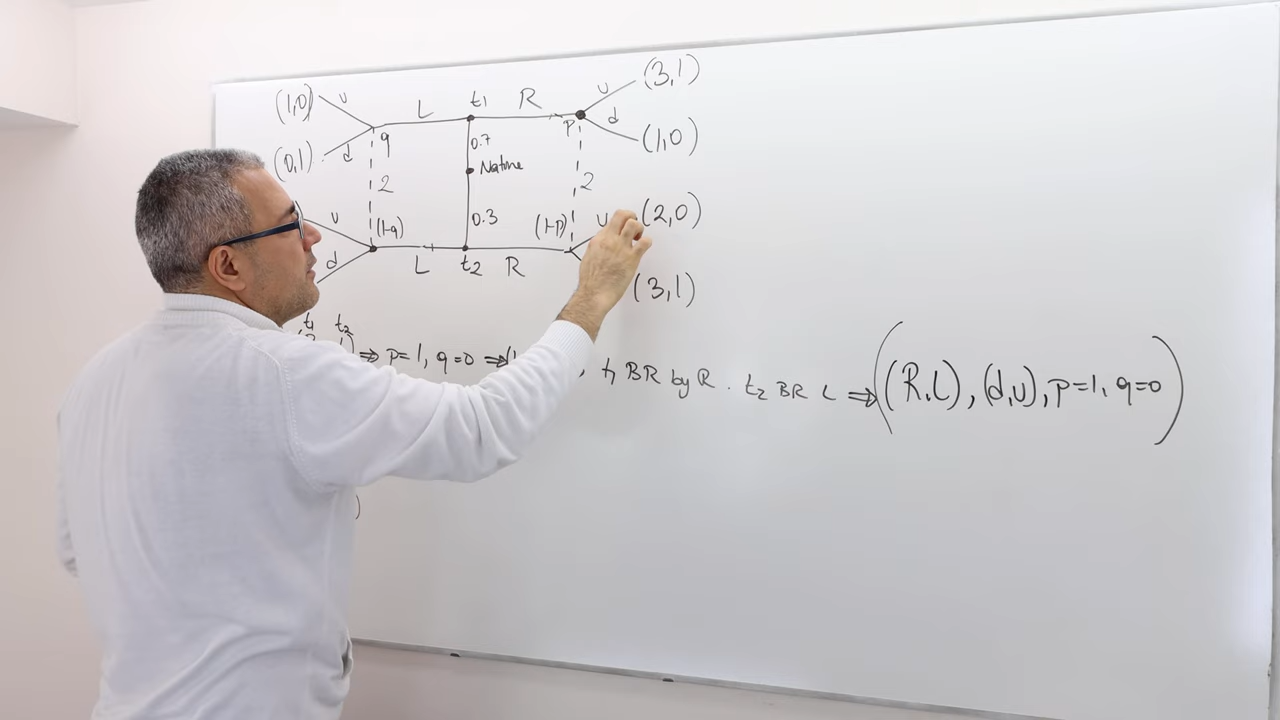 (1,0) u L t1 R u (3,1)
q p d
(0,1) d 0.7 (1,0)
Nature
2 2
u (1-q) 0.3 (1-p) u (2,0)
d L t2 R
(3,1)
t1 t2
⇒ p=1, q=0 ⇒ t1 BR by R. t2 BR L ⇒ ((R,L), (d,u), p=1, q=0)
)